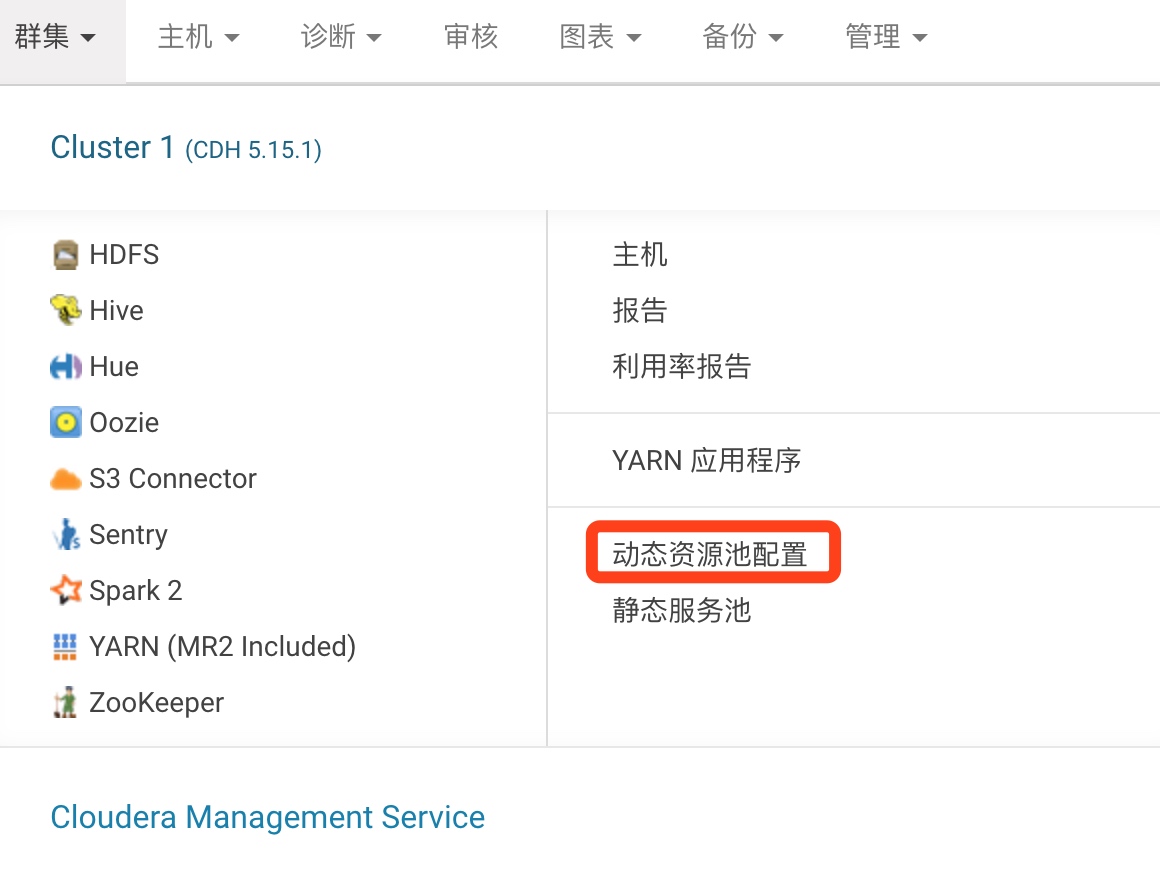 群集 主机 诊断 审核 图表 备份 管理
Cluster 1 (CDH 5.15.1)
HDFS
Hive
Hue
Oozie
S3 Connector
Sentry
Spark 2
YARN (MR2 Included)
ZooKeeper
主机
报告
利用率报告
YARN 应用程序
动态资源池配置
静态服务池
Cloudera Management Service